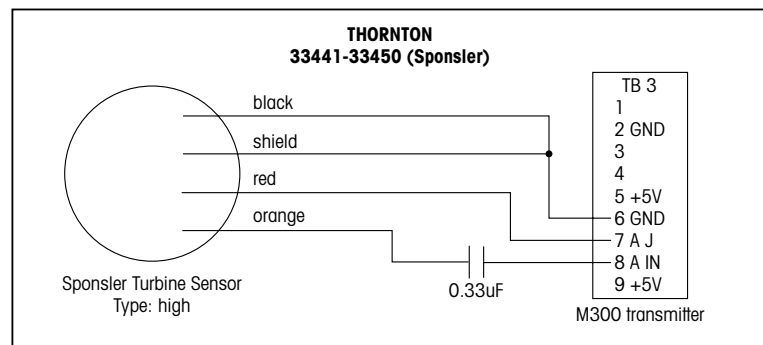 THORNTON
33441-33450 (Sponsler)
black
shield
red
orange
0.33uF
Sponsler Turbine Sensor
Type: high
TB 3
1
2 GND
3
4
5 +5V
6 GND
7 A J
8 A IN
9 +5V
M300 transmitter